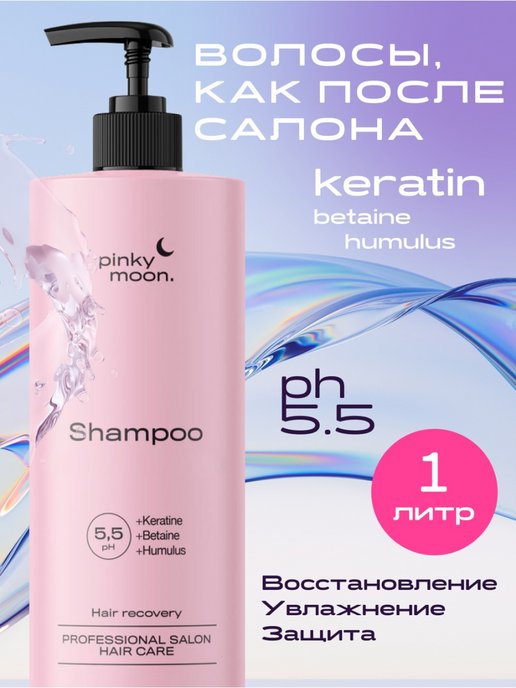 ВОЛОСЫ,
КАК ПОСЛЕ
САЛОНА
keratin
betaine
humulus
pinky
moon.
ph
5.5
Shampoo
1
литр
5,5
pH
+Keratine
+Betaine
+Humulus
Hair recovery
PROFESSIONAL SALON
HAIR CARE
Восстановление
Увлажнение
Защита